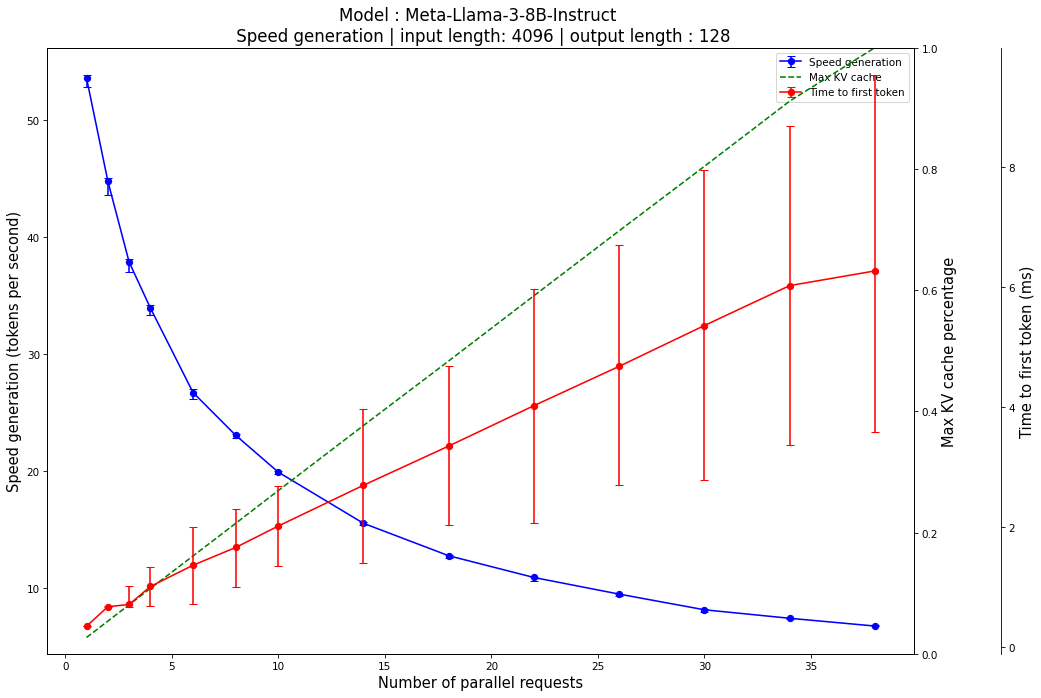 Model : Meta-Llama-3-8B-Instruct
Speed generation | input length: 4096 | output length : 128
Speed generation
Max KV cache
Time to first token
Speed generation (tokens per second)
50
40
30
20
10
0
5
10
15
20
25
30
35
Number of parallel requests
1.0
0.8
0.6
0.4
0.2
0.0
Max KV cache percentage
8
6
4
2
0
Time to first token (ms)